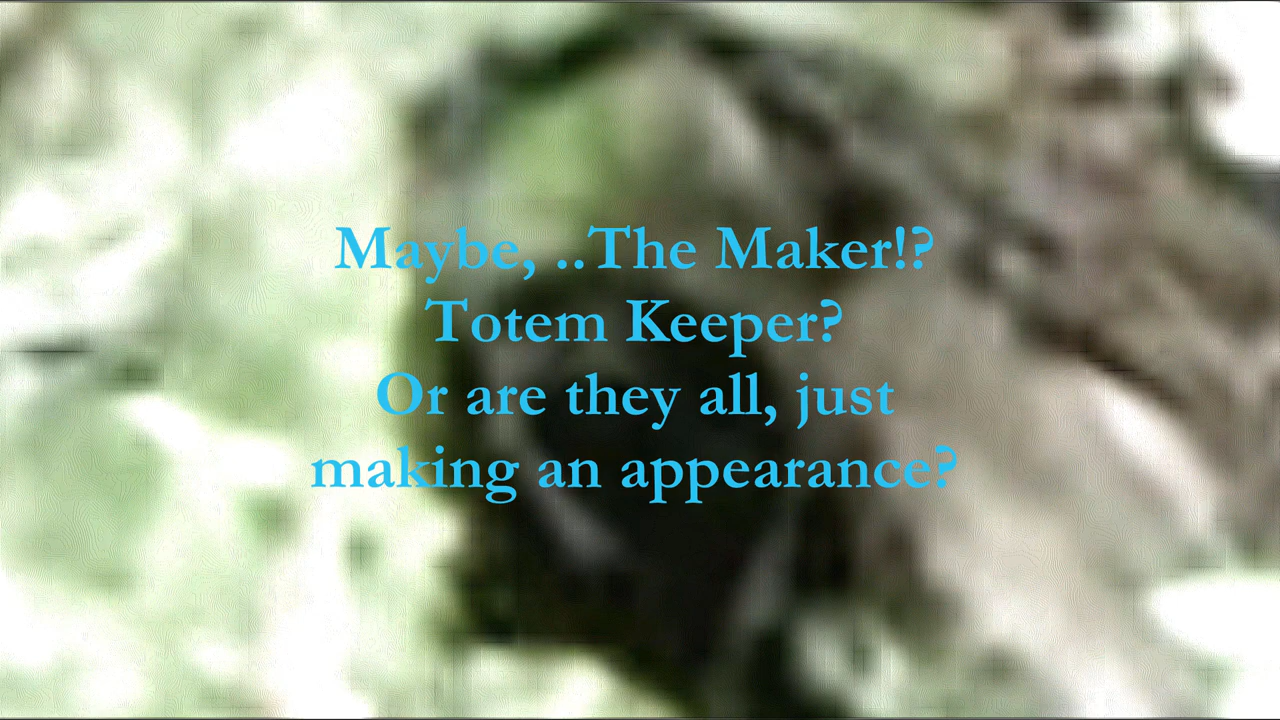 Maybe, ..The Maker!?
Totem Keeper?
Or are they all, just
making an appearance?